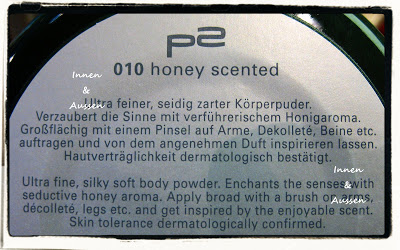 p2
010 honey scented
Ultra feiner, seidig zarter Körperpuder.
Verzaubert die Sinne mit verführerischem Honigaroma.
Großflächig mit einem Pinsel auf Arme, Dekolleté, Beine etc.
auftragen und von dem angenehmen Duft inspirieren lassen.
Hautverträglichkeit dermatologisch bestätigt.
Ultra fine, silky soft body powder. Enchants the senses with
seductive honey aroma. Apply broad with a brush on arms,
décolleté, legs etc. and get inspired by the enjoyable scent.
Skin tolerance dermatologically confirmed.
Innen
&
Aussen
Innen
&
Aussen